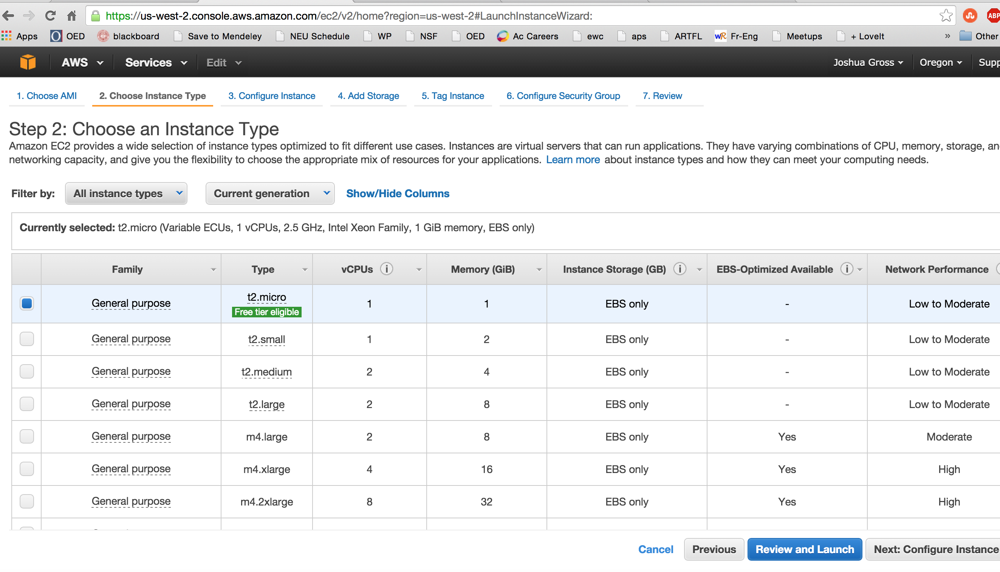 https://us-west-2.console.aws.amazon.com/ec2/v2/home?region=us-west-2#LaunchInstanceWizard:
ABP
Apps OED blackboard Save to Mendeley NEU Schedule WP NSF OED Ac Careers ewc aps ARTFL WR Fr-Eng Meetups + LoveIt » Other
AWS Services Edit Joshua Gross Oregon Supp
1. Choose AMI 2. Choose Instance Type 3. Configure Instance 4. Add Storage 5. Tag Instance 6. Configure Security Group 7. Review
Step 2: Choose an Instance Type
Amazon EC2 provides a wide selection of instance types optimized to fit different use cases. Instances are virtual servers that can run applications. They have varying combinations of CPU, memory, storage, an
networking capacity, and give you the flexibility to choose the appropriate mix of resources for your applications. Learn more about instance types and how they can meet your computing needs.
Filter by: All instance types Current generation Show/Hide Columns
Currently selected: t2.micro (Variable ECUs, 1 vCPUs, 2.5 GHz, Intel Xeon Family, 1 GiB memory, EBS only)
Family Type vCPUs i Memory (GiB) Instance Storage (GB) i EBS-Optimized Available i Network Performance
General purpose t2.micro 1 1 EBS only - Low to Moderate
Free tier eligible
General purpose t2.small 1 2 EBS only - Low to Moderate
General purpose t2.medium 2 4 EBS only - Low to Moderate
General purpose t2.large 2 8 EBS only - Low to Moderate
General purpose m4.large 2 8 EBS only Yes Moderate
General purpose m4.xlarge 4 16 EBS only Yes High
General purpose m4.2xlarge 8 32 EBS only Yes High
Cancel Previous Review and Launch Next: Configure Instance